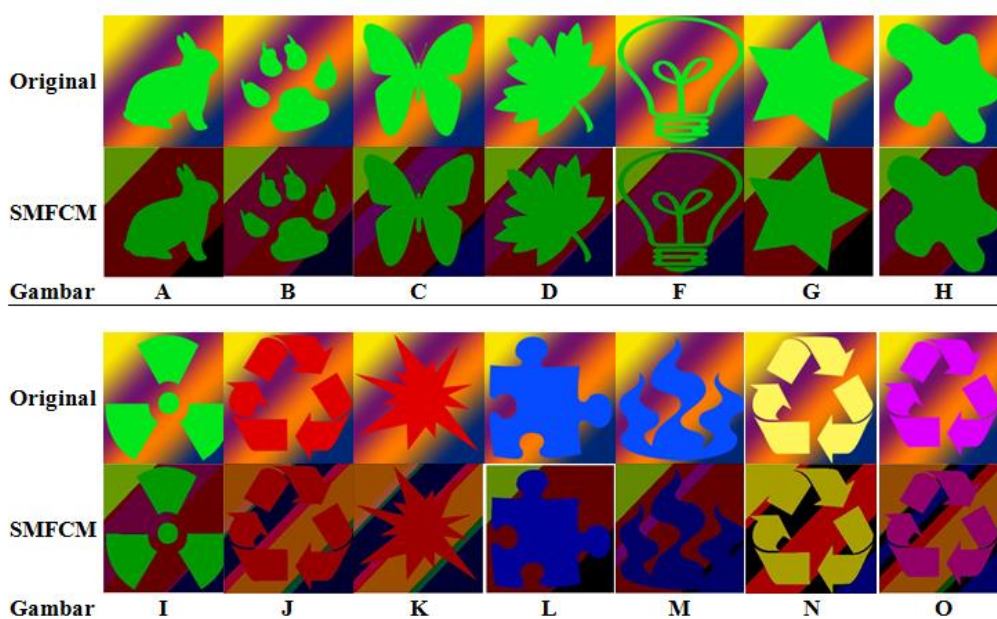 Original
SMFCM
Gambar A B C D F G H
Original
SMFCM
Gambar I J K L M N O